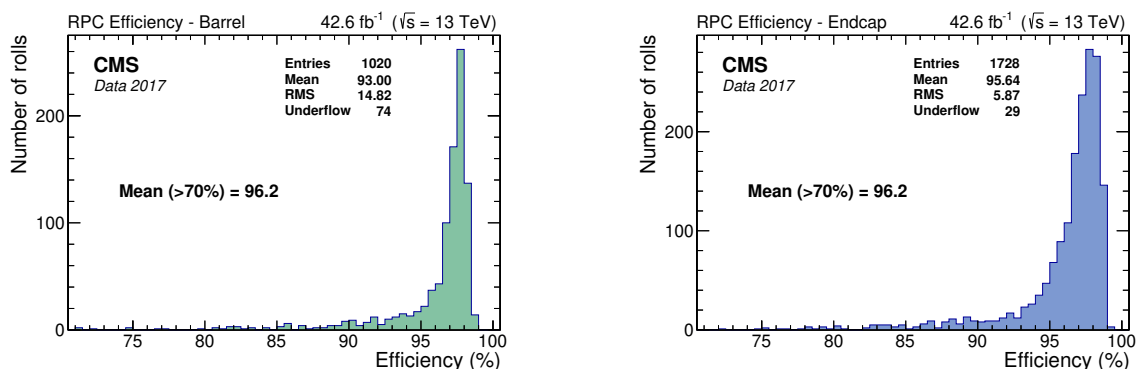 RPC Efficiency - Barrel 42.6 fb⁻¹ (√s = 13 TeV)
Number of rolls
CMS
Data 2017
Entries 1020
Mean 93.00
RMS 14.82
Underflow 74
Mean (>70%) = 96.2
200
100
0
75 80 85 90 95 100
Efficiency (%)
RPC Efficiency - Endcap 42.6 fb⁻¹ (√s = 13 TeV)
Number of rolls
CMS
Data 2017
Entries 1728
Mean 95.64
RMS 5.87
Underflow 29
Mean (>70%) = 96.2
200
100
0
75 80 85 90 95 100
Efficiency (%)